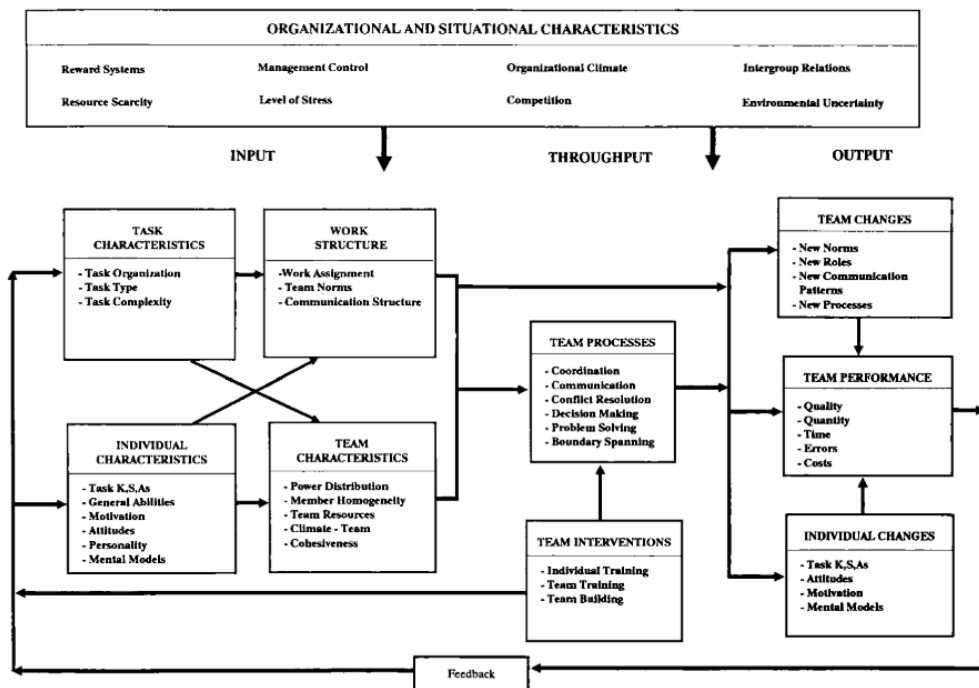 ORGANIZATIONAL AND SITUATIONAL CHARACTERISTICS
Reward Systems
Management Control
Organizational Climate
Intergroup Relations
Resource Scarcity
Level of Stress
Competition
Environmental Uncertainty
INPUT
THROUGHPUT
OUTPUT
TASK
CHARACTERISTICS
- Task Organization
- Task Type
- Task Complexity
WORK
STRUCTURE
-Work Assignment
- Team Norms
- Communication Structure
TEAM CHANGES
- New Norms
- New Roles
- New Communication
Patterns
- New Processes
TEAM PROCESSES
- Coordination
- Communication
- Conflict Resolution
- Decision Making
- Problem Solving
- Boundary Spanning
TEAM PERFORMANCE
- Quality
- Quantity
- Time
- Errors
- Costs
INDIVIDUAL
CHARACTERISTICS
- Task K,S,As
- General Abilities
- Motivation
- Attitudes
- Personality
- Mental Models
TEAM
CHARACTERISTICS
- Power Distribution
- Member Homogeneity
- Team Resources
- Climate - Team
- Cohesiveness
TEAM INTERVENTIONS
- Individual Training
- Team Training
- Team Building
INDIVIDUAL CHANGES
- Task K,S,As
- Attitudes
- Motivation
- Mental Models
Feedback